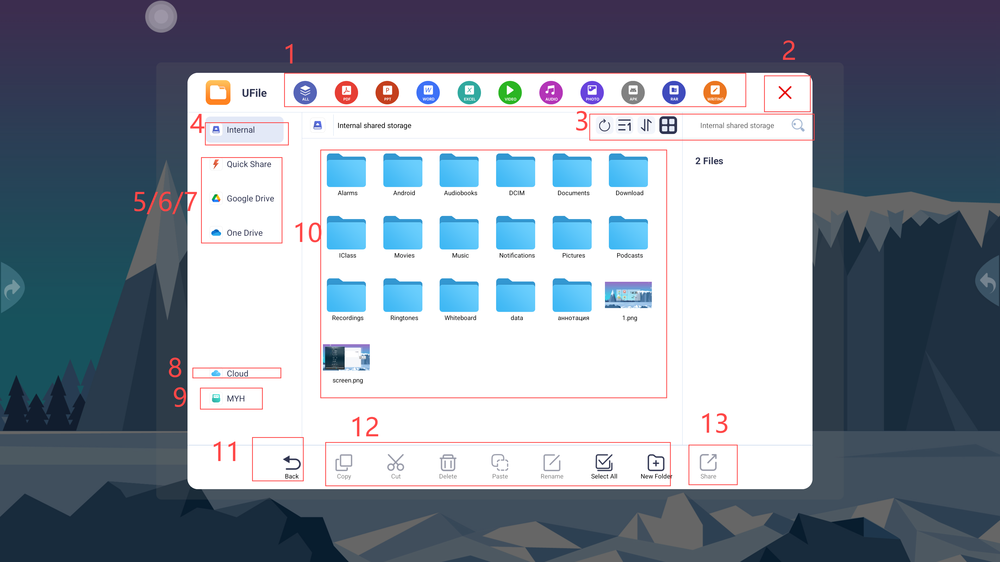 1
2
UFile
ALL PDF PPT WORD EXCEL VIDEO AUDIO PHOTO APK RAR WRITING
4
Internal
Internal shared storage
3
Internal shared storage
Quick Share
2 Files
5/6/7
Google Drive
One Drive
10
Alarms Android Audiobooks DCIM Documents Download
IClass Movies Music Notifications Pictures Podcasts
Recordings Ringtones Whiteboard data аннотация 1.png
14:39
screen.png
8
Cloud
9
MYH
11
12
13
Back Copy Cut Delete Paste Rename Select All New Folder Share